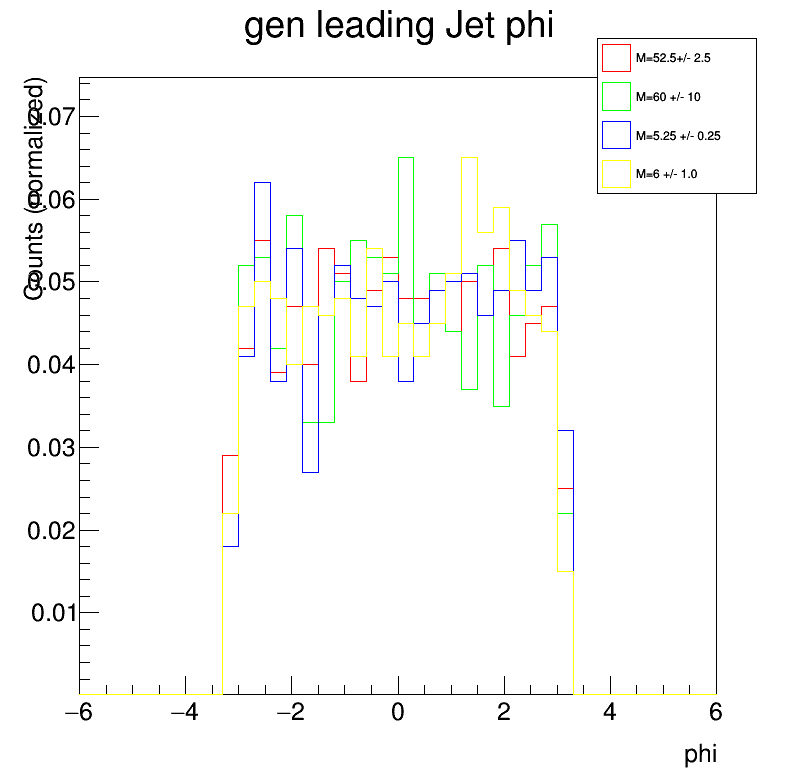 gen leading Jet phi
M=52.5+/- 2.5
M=60 +/- 10
M=5.25 +/- 0.25
M=6 +/- 1.0
Counts (normalized)
0.07
0.06
0.05
0.04
0.03
0.02
0.01
−6 −4 −2 0 2 4 6
phi